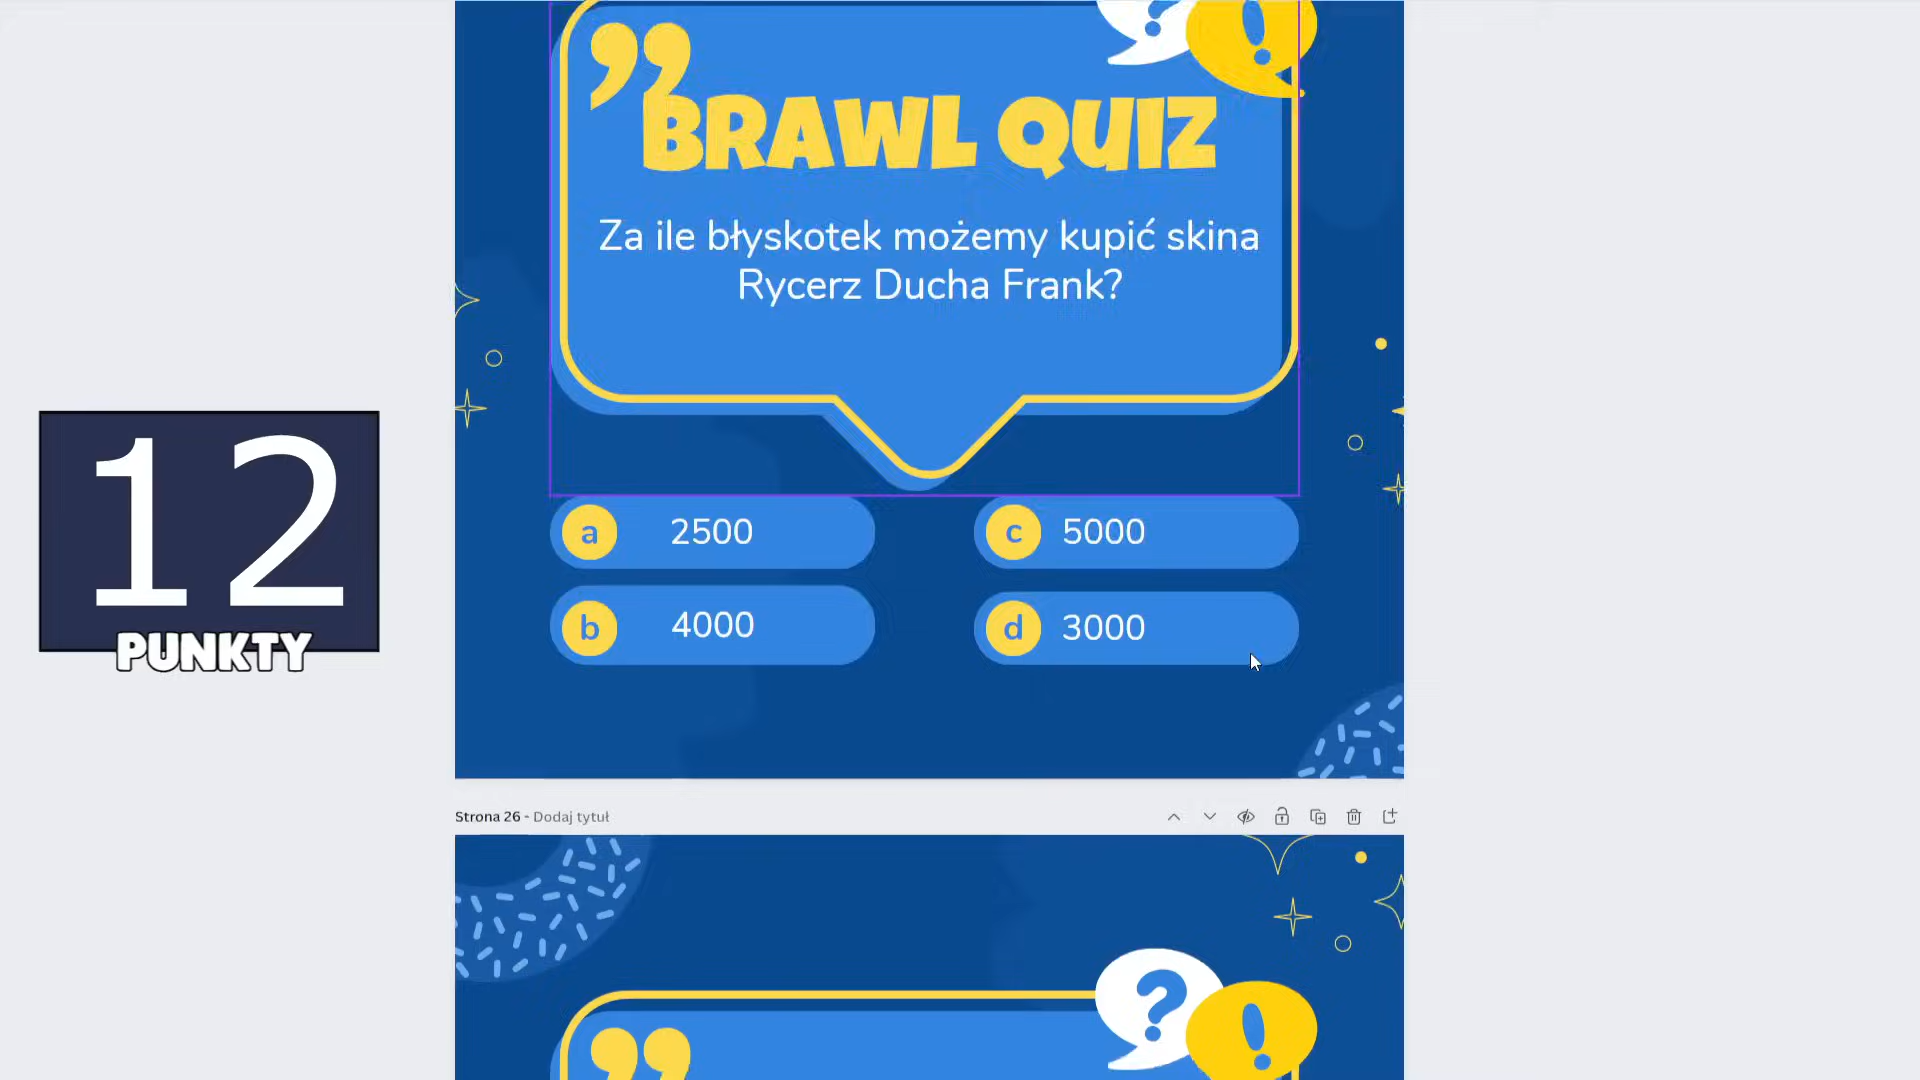 BRAWL QUIZ
Za ile błyskotek możemy kupić skina
Rycerz Ducha Frank?
12
PUNKTY
a 2500
c 5000
b 4000
d 3000
Strona 26 - Dodaj tytuł